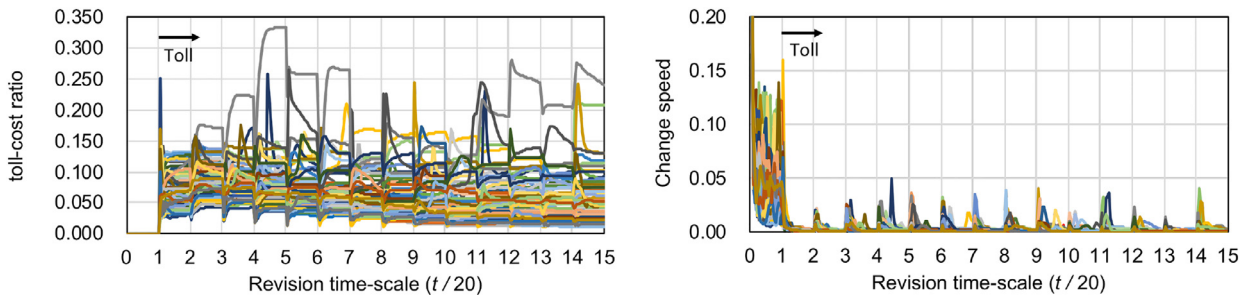 0.350
0.300
0.250
0.200
0.150
0.100
0.050
0.000
toll-cost ratio
Toll
0 1 2 3 4 5 6 7 8 9 10 11 12 13 14 15
Revision time-scale (t / 20)
0.20
0.15
0.10
0.05
0.00
Change speed
Toll
0 1 2 3 4 5 6 7 8 9 10 11 12 13 14 15
Revision time-scale (t / 20)